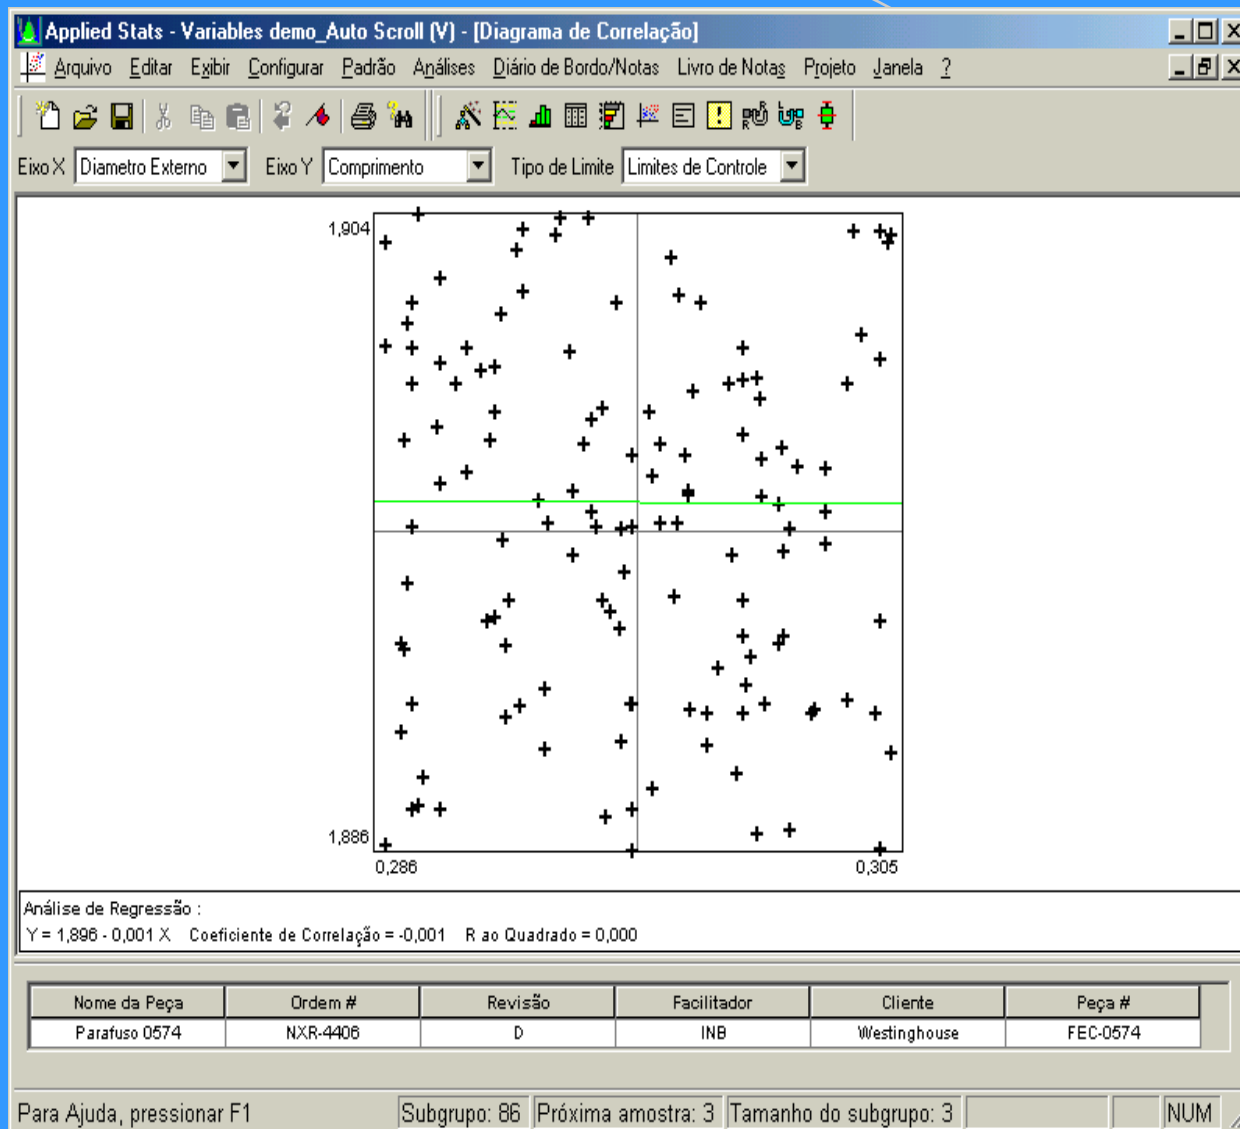 Applied Stats - Variables demo_Auto Scroll (V) - [Diagrama de Correlação]
Arquivo Editar Exibir Configurar Padrão Análises Diário de Bordo/Notas Livro de Notas Projeto Janela ?
Eixo X Diametro Externo Eixo Y Comprimento Tipo de Limite Limites de Controle
1,904
1,886
0,286 0,305
Análise de Regressão :
Y = 1,896 - 0,001 X Coeficiente de Correlação = -0,001 R ao Quadrado = 0,000
Nome da Peça Ordem # Revisão Facilitador Cliente Peça #
Parafuso 0574 NXR-4406 D INB Westinghouse FEC-0574
Para Ajuda, pressionar F1 Subgrupo: 86 Próxima amostra: 3 Tamanho do subgrupo: 3 NUM